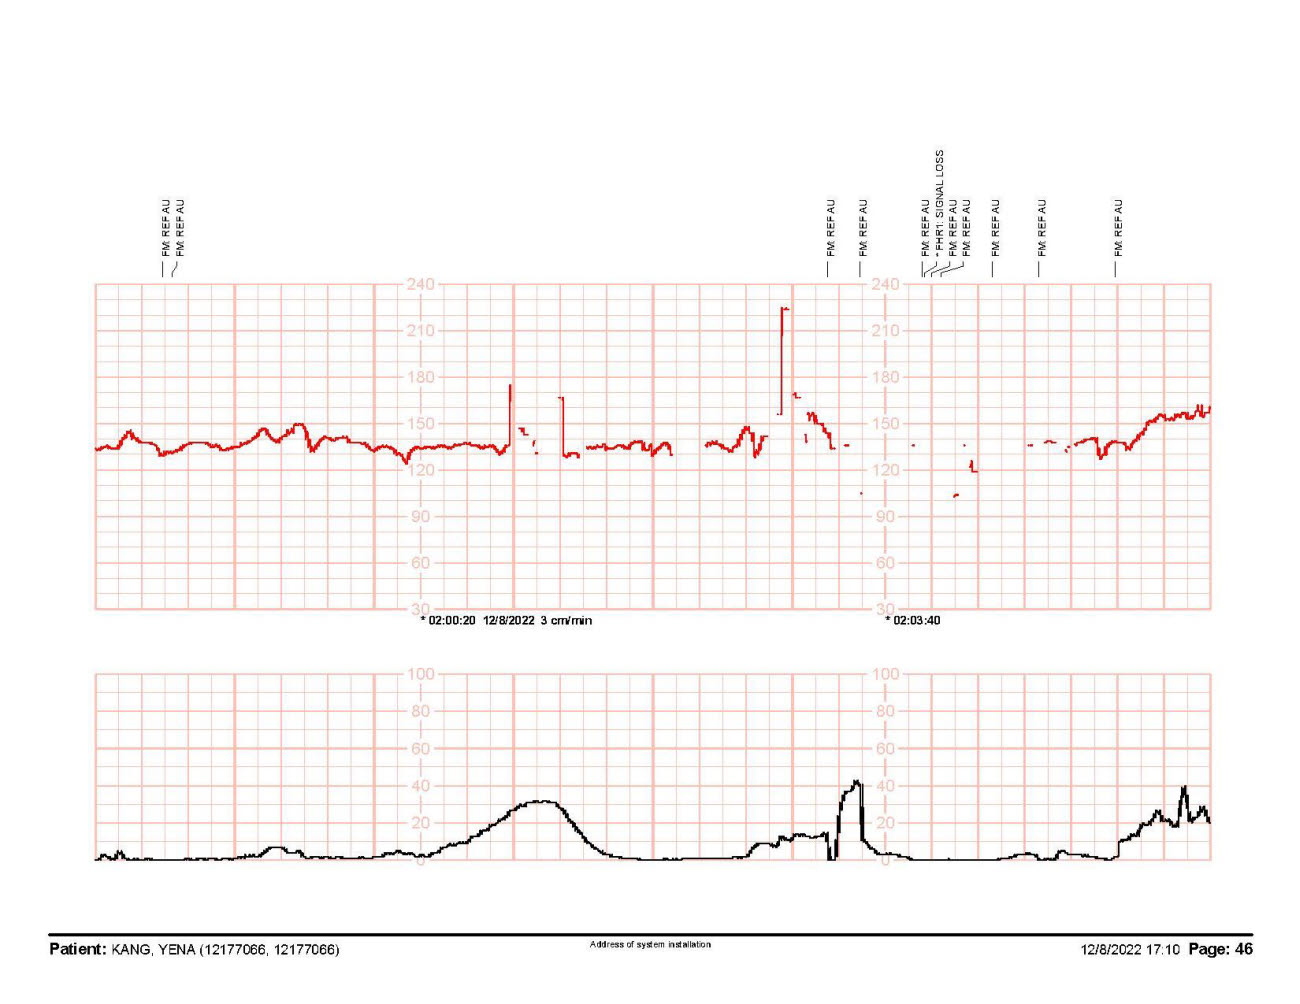 FM: REF AU
FM: REF AU
FM: REF AU
FM: REF AU
FM: REF AU
* FHR1: SIGNAL LOSS
FM: REF AU
FM: REF AU
FM: REF AU
FM: REF AU
FM: REF AU
240 240
210 210
180 180
150 150
120 120
90 90
60 60
30 30
* 02:00:20 12/8/2022 3 cm/min * 02:03:40
100 100
80 80
60 60
40 40
20 20
0 0
Patient: KANG, YENA (12177066, 12177066) Address of system installation 12/8/2022 17:10 Page: 46